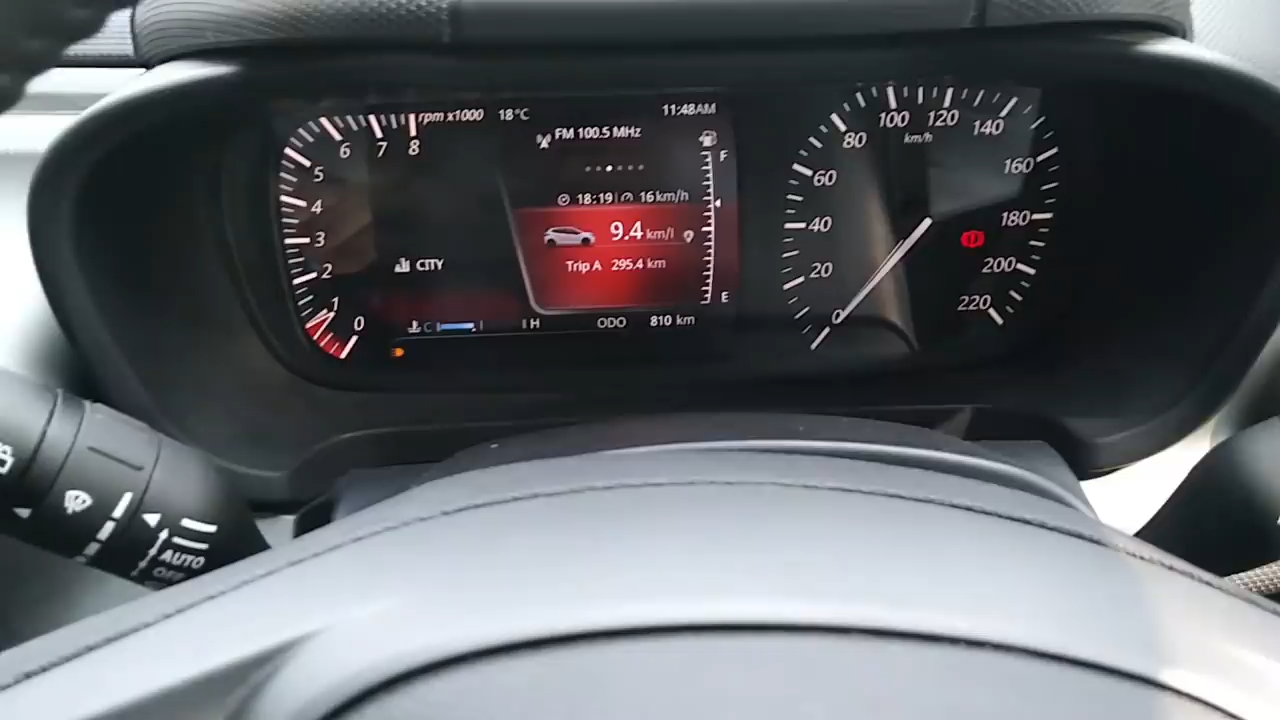 rpm x1000 18°C 11:48AM
FM 100.5 MHz
18:19 16 km/h
9.4 km/l
Trip A 295.4 km
CITY
C H ODO 810 km
F
E
0
1
2
3
4
5
6
7
8
0
20
40
60
80
100
120
140
160
180
200
220
km/h
AUTO
OFF